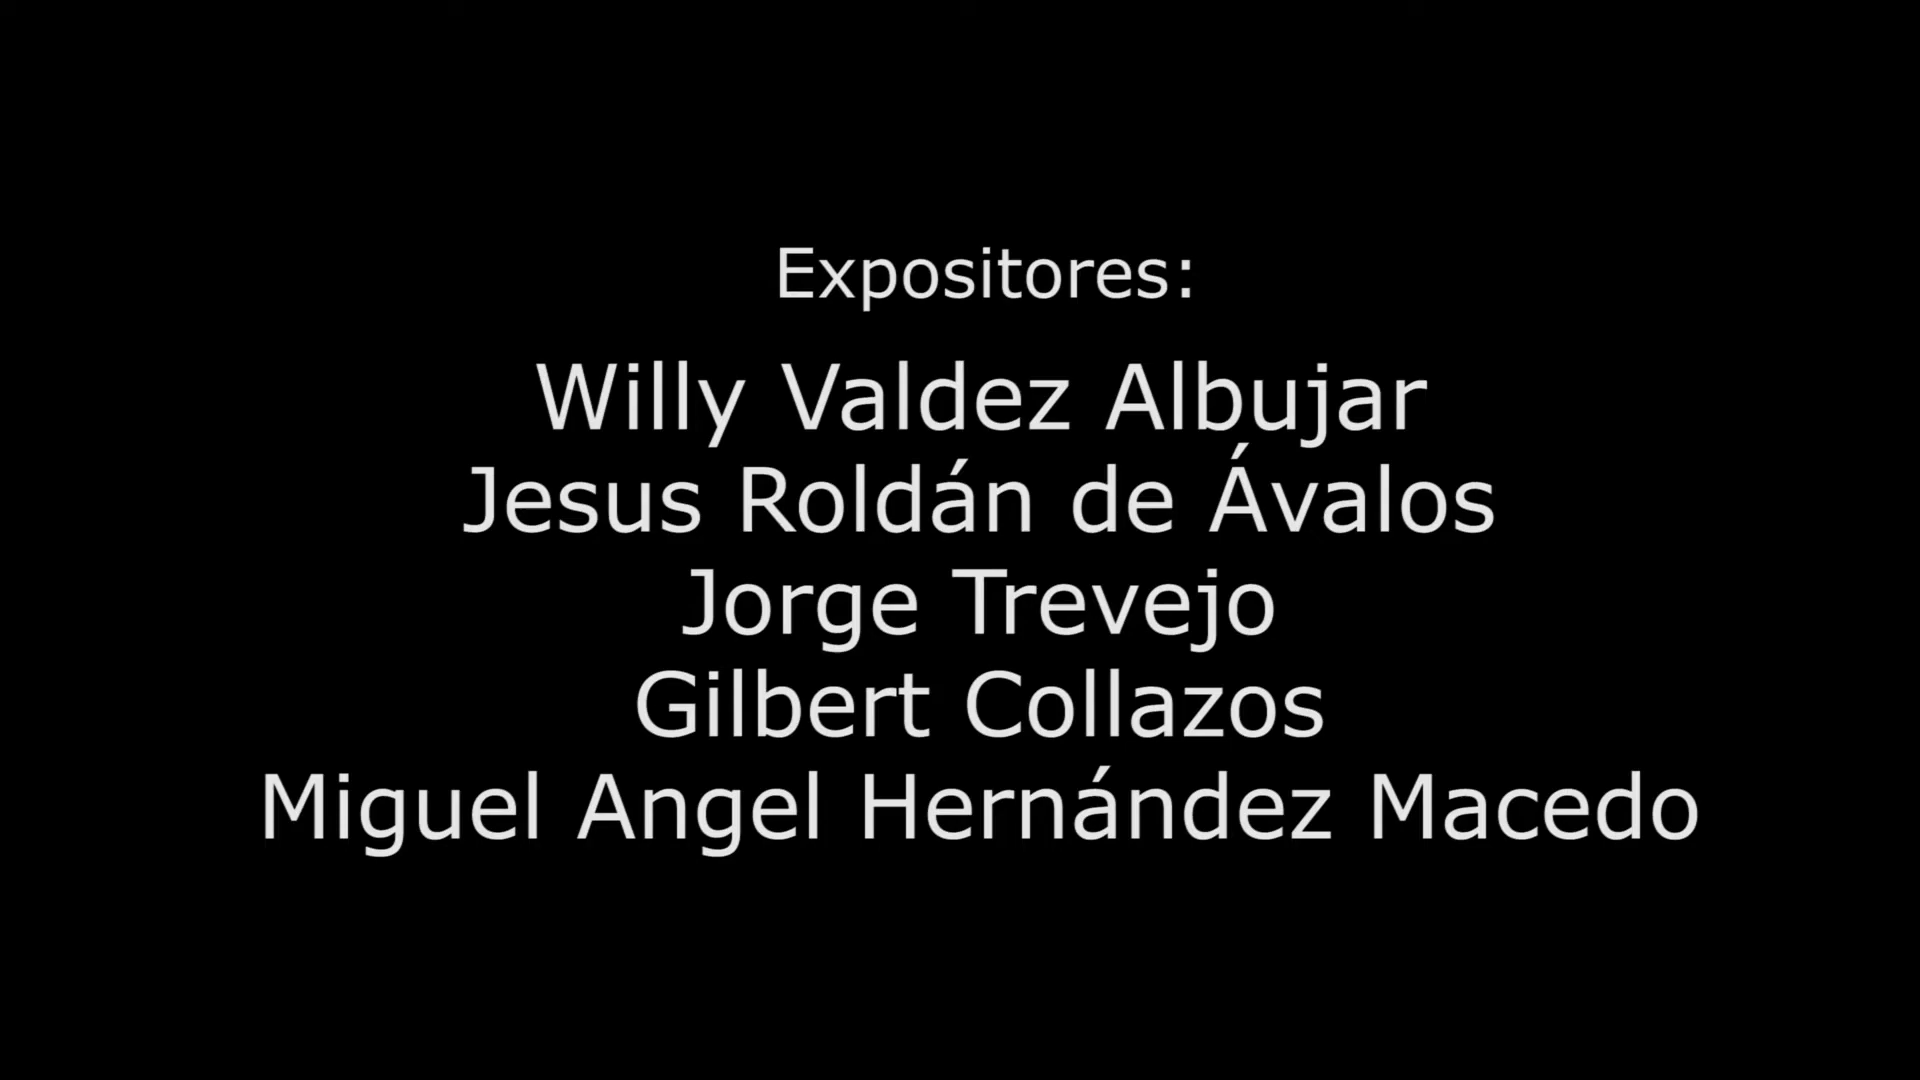 Expositores:
Willy Valdez Albujar
Jesus Roldán de Ávalos
Jorge Trevejo
Gilbert Collazos
Miguel Angel Hernández Macedo